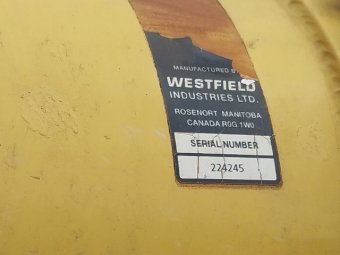 MANUFACTURED BY
WESTFIELD
INDUSTRIES LTD.
ROSENORT MANITOBA
CANADA R0G 1W0
SERIAL NUMBER
224245